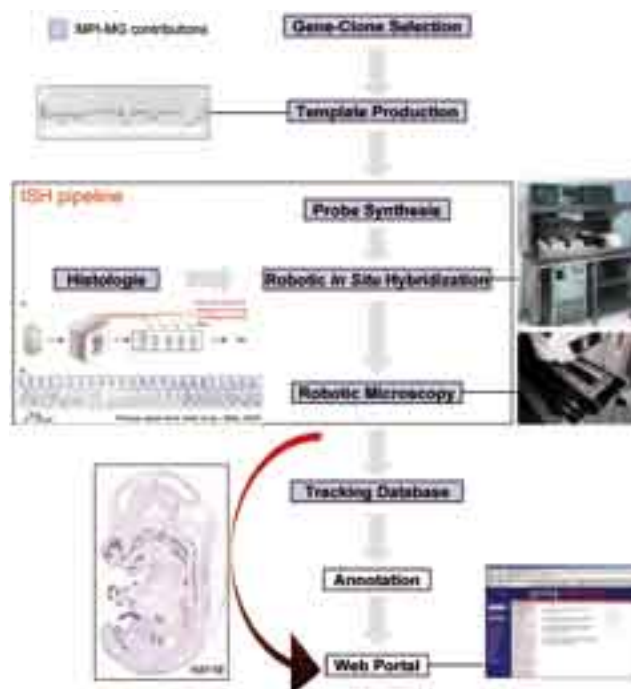 MPI-MG contributions
Gene-Clone Selection
Template Production
ISH pipeline
Probe Synthesis
Histologie
Robotic In Situ Hybridization
Robotic Microscopy
Tracking Database
Annotation
Web Portal